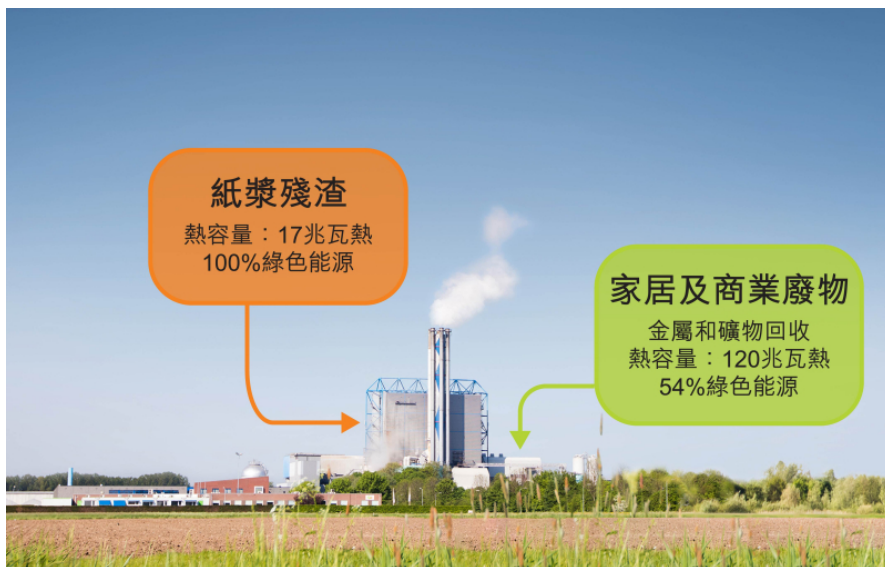 紙漿殘渣
熱容量：17兆瓦熱
100%綠色能源
家居及商業廢物
金屬和礦物回收
熱容量：120兆瓦熱
54%綠色能源